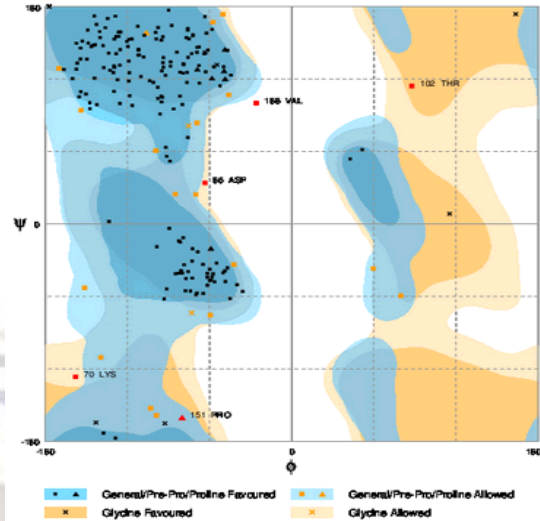 180
102 THR
156 VAL
56 ASP
ψ 0
70 LYS
151 PRO
-180
-180 0 180
Φ
General/Pre-Pro/Proline Favoured General/Pre-Pro/Proline Allowed
Glycine Favoured Glycine Allowed